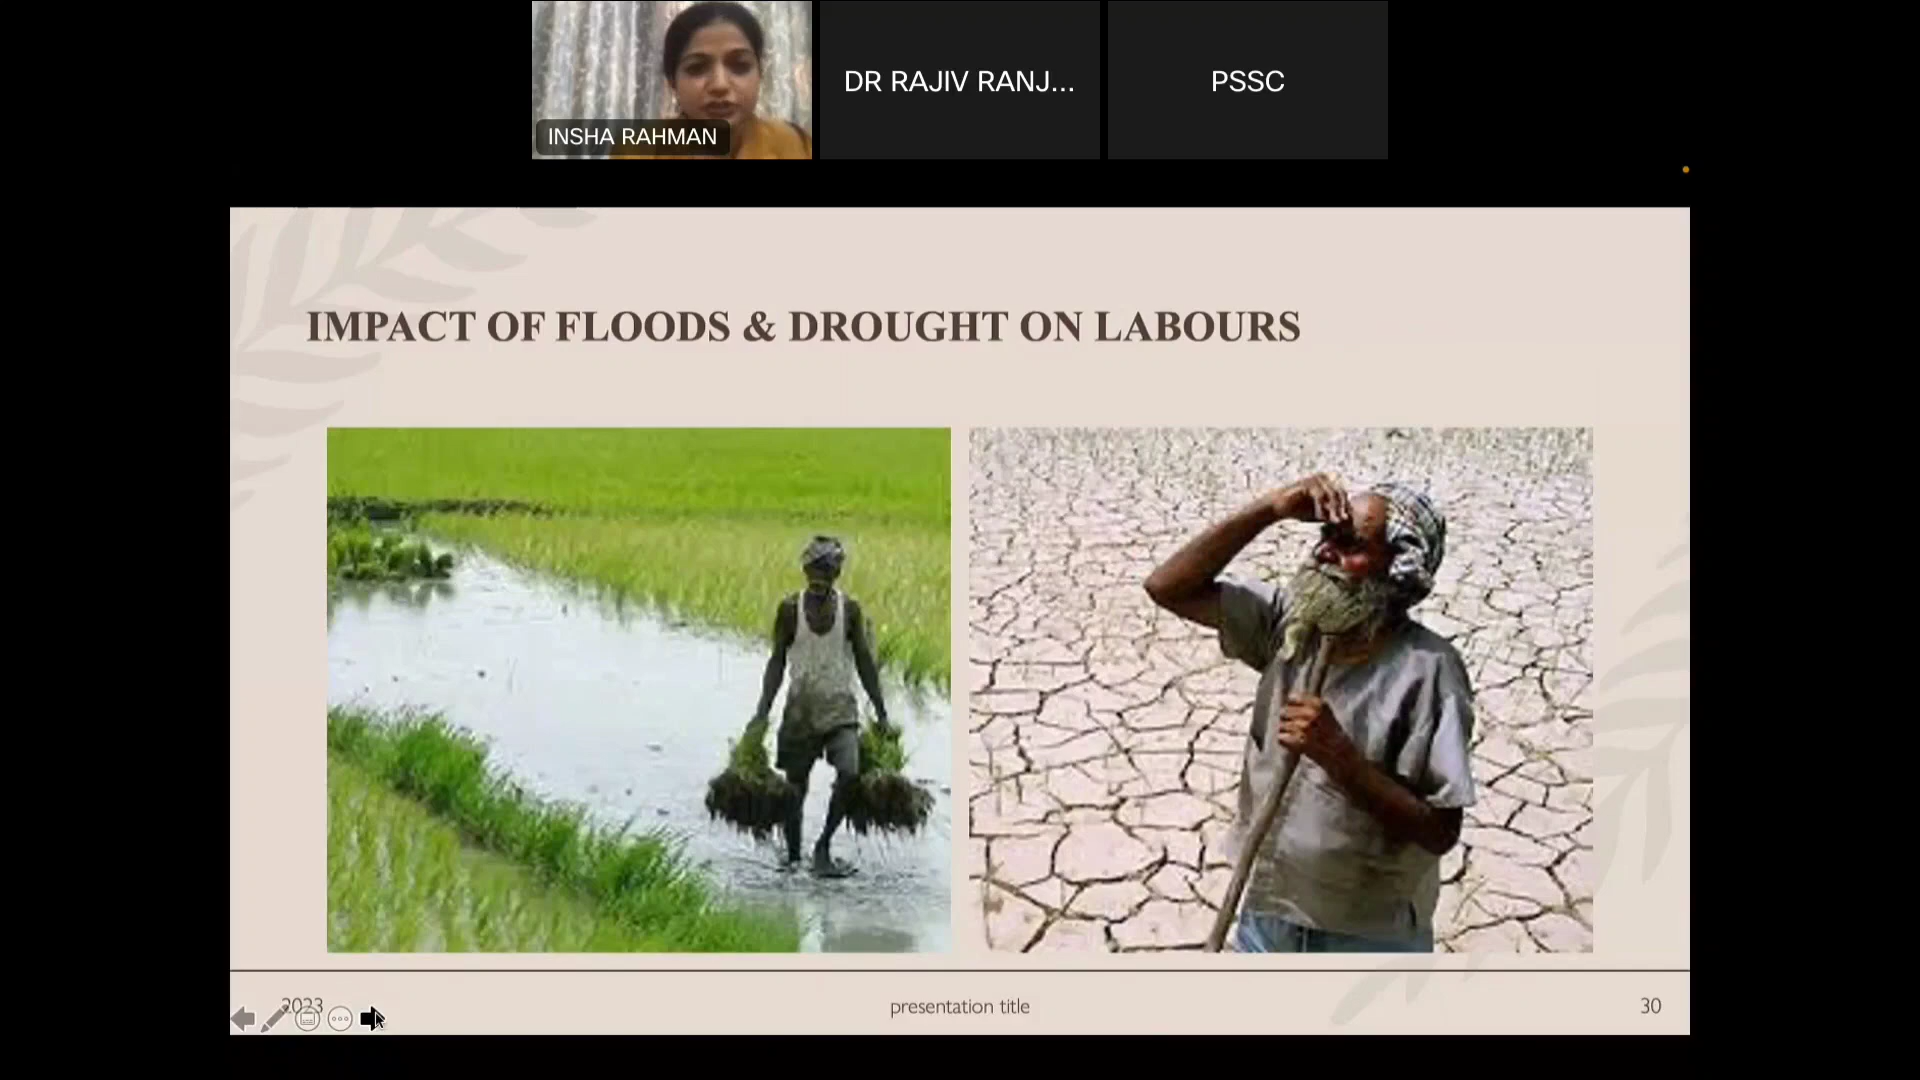 INSHA RAHMAN
DR RAJIV RANJ...
PSSC
IMPACT OF FLOODS & DROUGHT ON LABOURS
2023
presentation title
30